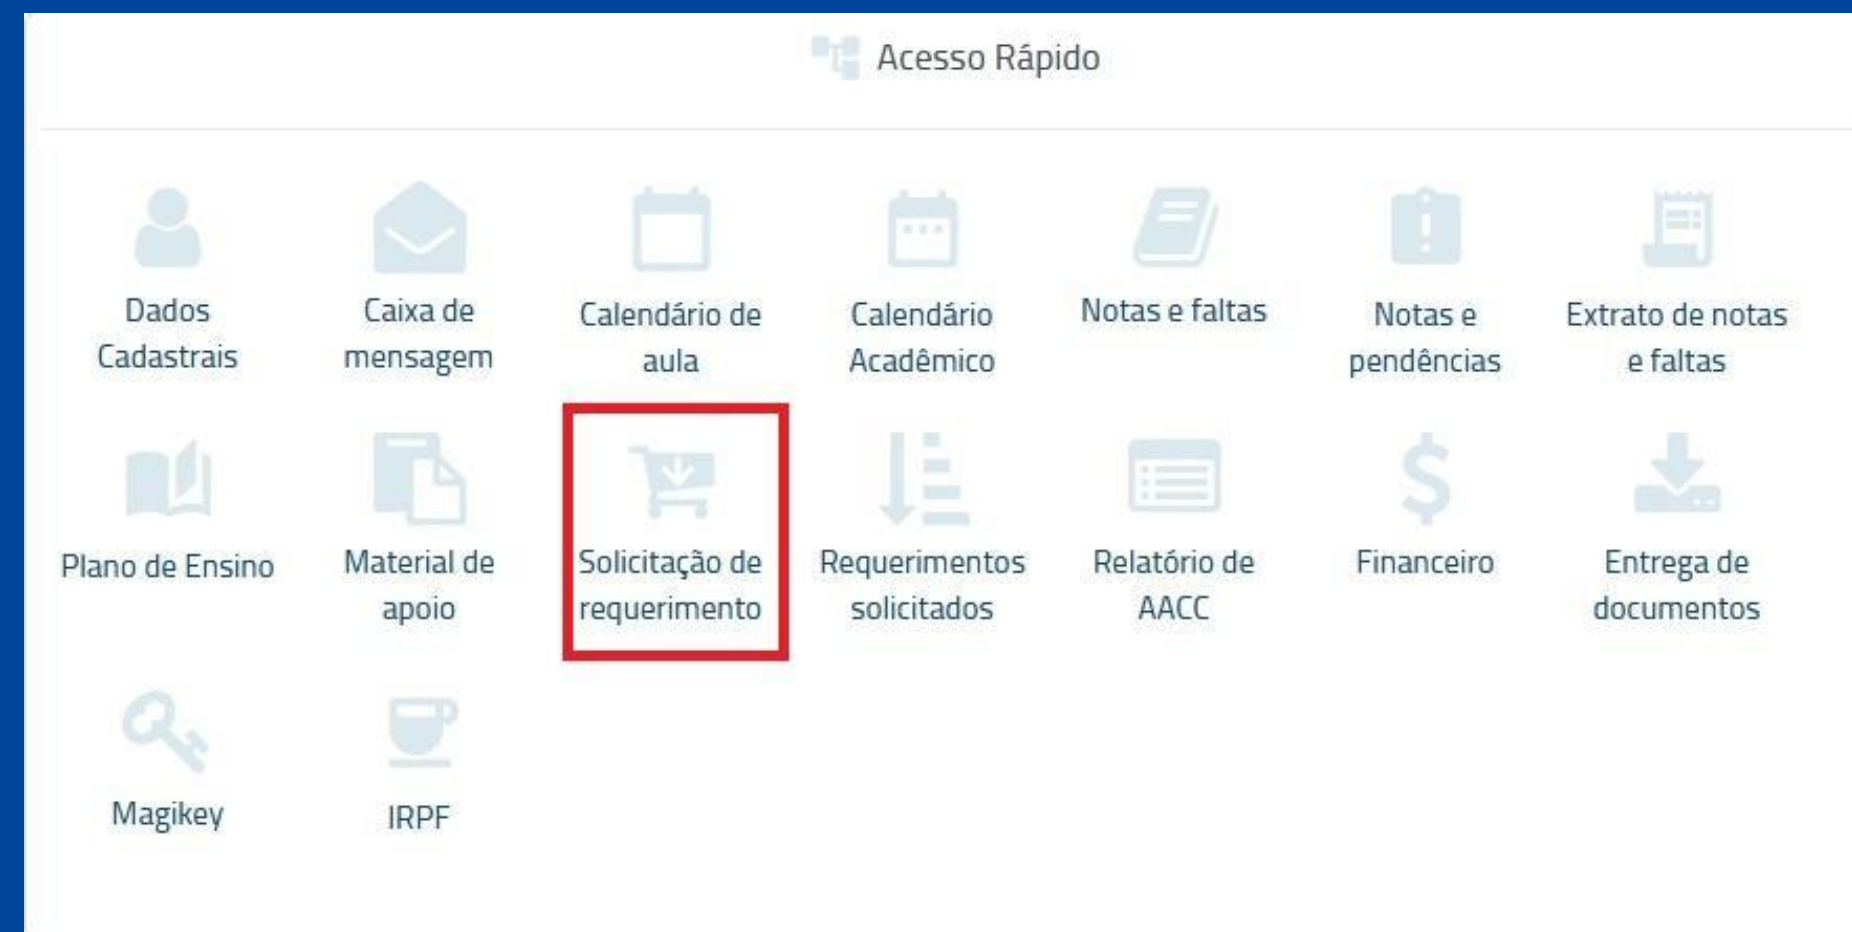 Acesso Rápido
Dados
Cadastrais
Caixa de
mensagem
Calendário de
aula
Calendário
Acadêmico
Notas e faltas
Notas e
pendências
Extrato de notas
e faltas
Plano de Ensino
Material de
apoio
Solicitação de
requerimento
Requerimentos
solicitados
Relatório de
AACC
Financeiro
Entrega de
documentos
Magikey
IRPF